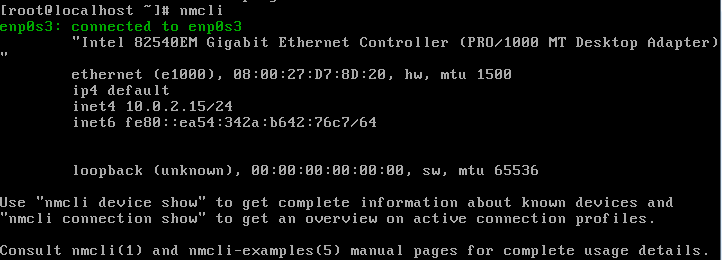 [root@localhost ~]# nmcli
enp0s3: connected to enp0s3
"Intel 82540EM Gigabit Ethernet Controller (PRO/1000 MT Desktop Adapter)
"
ethernet (e1000), 08:00:27:D7:8D:20, hw, mtu 1500
ip4 default
inet4 10.0.2.15/24
inet6 fe80::ea54:342a:b642:76c7/64
loopback (unknown), 00:00:00:00:00:00, sw, mtu 65536
Use "nmcli device show" to get complete information about known devices and
"nmcli connection show" to get an overview on active connection profiles.
Consult nmcli(1) and nmcli-examples(5) manual pages for complete usage details.